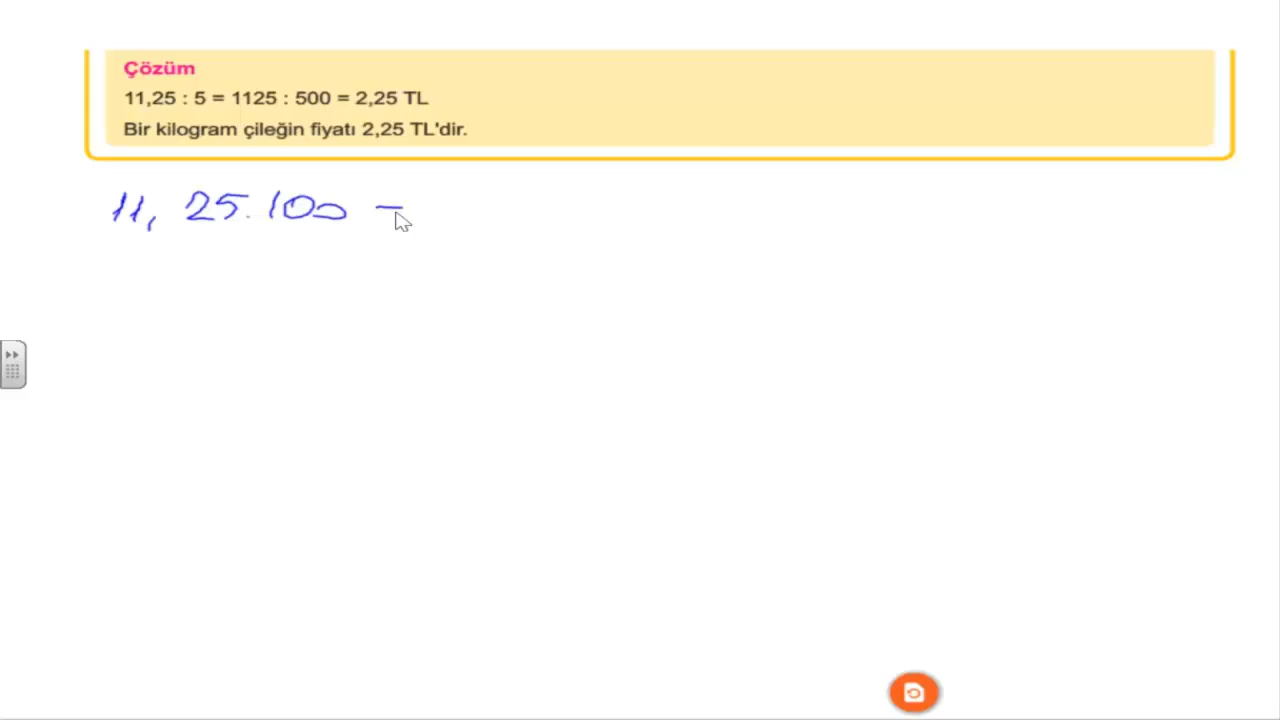 Çözüm
11,25 : 5 = 1125 : 500 = 2,25 TL
Bir kilogram çileğin fiyatı 2,25 TL'dir.
11, 25.100 -